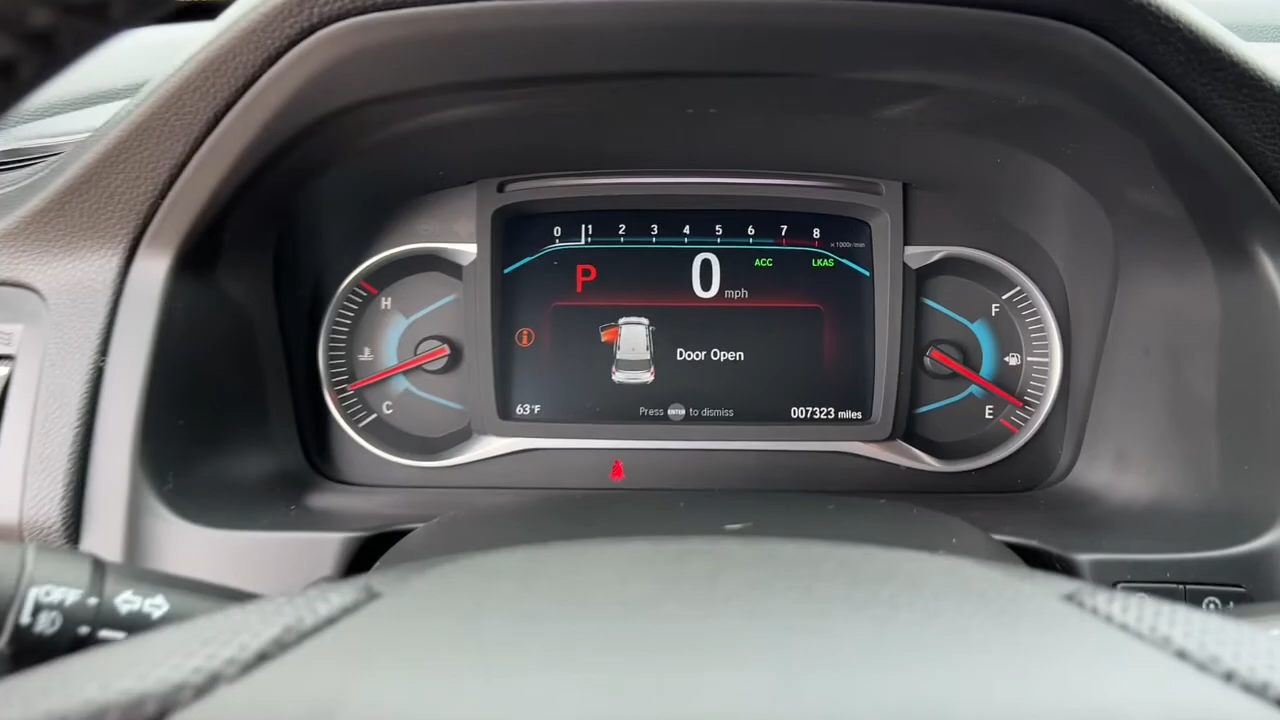 0 1 2 3 4 5 6 7 8
×1000r/min
P 0 mph
ACC LKAS
H
C
F
E
Door Open
63°F
Press ENTER to dismiss
007323 miles
OFF